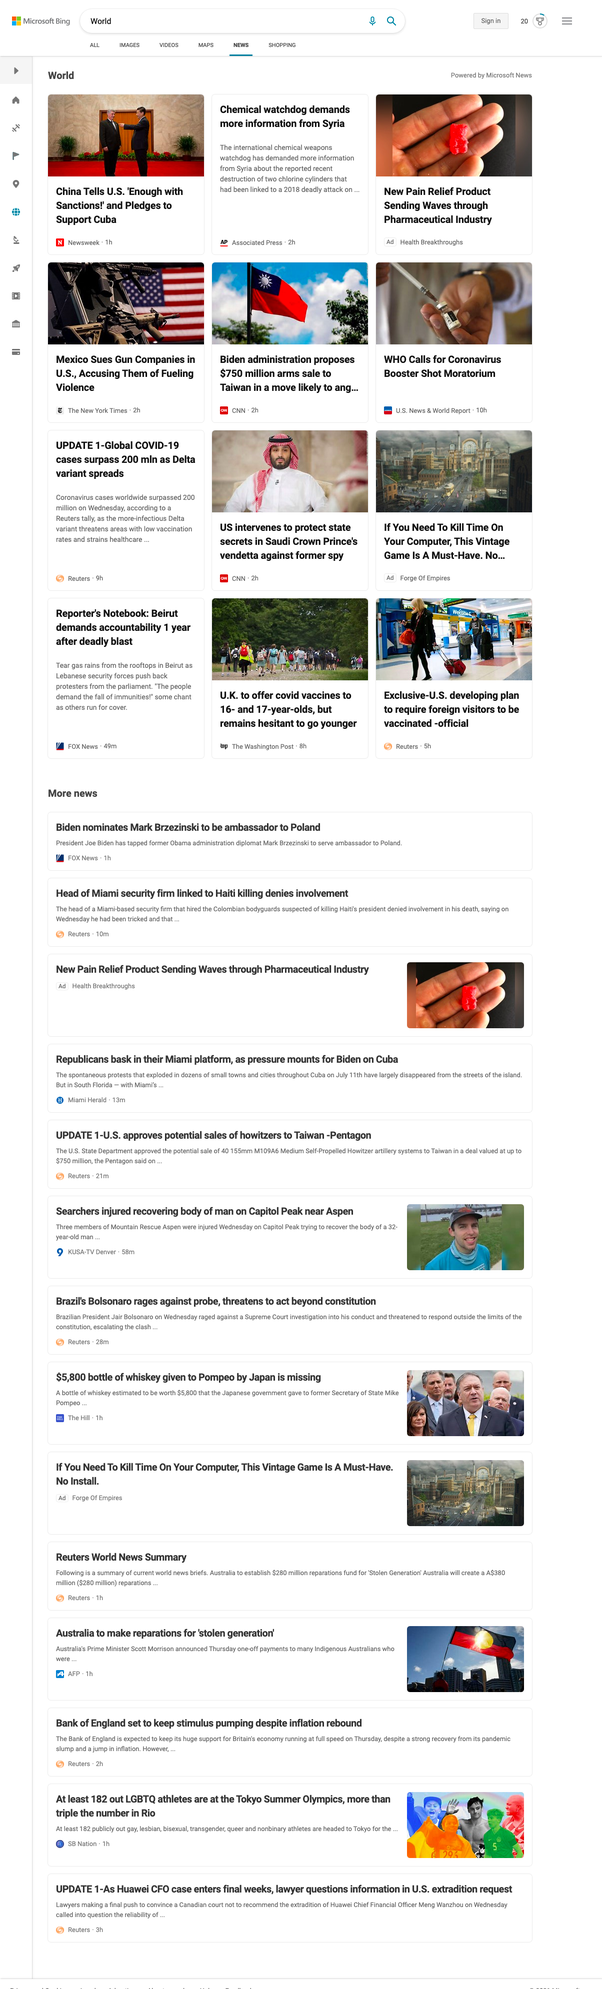 Microsoft Bing
World
Sign in
20
ALL
IMAGES
VIDEOS
MAPS
NEWS
SHOPPING
World
Powered by Microsoft News
China Tells U.S. 'Enough with
Sanctions!' and Pledges to
Support Cuba
Newsweek · 1h
Chemical watchdog demands
more information from Syria
The international chemical weapons
watchdog has demanded more information
from Syria about the reported recent
destruction of two chlorine cylinders that
had been linked to a 2018 deadly attack on ...
AP Associated Press · 2h
New Pain Relief Product
Sending Waves through
Pharmaceutical Industry
Ad Health Breakthroughs
Mexico Sues Gun Companies in
U.S., Accusing Them of Fueling
Violence
The New York Times · 2h
Biden administration proposes
$750 million arms sale to
Taiwan in a move likely to ang...
CNN · 2h
WHO Calls for Coronavirus
Booster Shot Moratorium
U.S. News & World Report · 10h
UPDATE 1-Global COVID-19
cases surpass 200 mln as Delta
variant spreads
Coronavirus cases worldwide surpassed 200
million on Wednesday, according to a
Reuters tally, as the more-infectious Delta
variant threatens areas with low vaccination
rates and strains healthcare ...
Reuters · 9h
US intervenes to protect state
secrets in Saudi Crown Prince's
vendetta against former spy
CNN · 2h
If You Need To Kill Time On
Your Computer, This Vintage
Game Is A Must-Have. No...
Ad Forge Of Empires
Reporter's Notebook: Beirut
demands accountability 1 year
after deadly blast
Tear gas rains from the rooftops in Beirut as
Lebanese security forces push back
protesters from the parliament. "The people
demand the fall of immunities!" some chant
as others run for cover.
FOX News · 49m
U.K. to offer covid vaccines to
16- and 17-year-olds, but
remains hesitant to go younger
wp The Washington Post · 8h
Exclusive-U.S. developing plan
to require foreign visitors to be
vaccinated -official
Reuters · 5h
More news
Biden nominates Mark Brzezinski to be ambassador to Poland
President Joe Biden has tapped former Obama administration diplomat Mark Brzezinski to serve ambassador to Poland.
FOX News · 1h
Head of Miami security firm linked to Haiti killing denies involvement
The head of a Miami-based security firm that hired the Colombian bodyguards suspected of killing Haiti's president denied involvement in his death, saying on
Wednesday he had been tricked and that ...
Reuters · 10m
New Pain Relief Product Sending Waves through Pharmaceutical Industry
Ad Health Breakthroughs
Republicans bask in their Miami platform, as pressure mounts for Biden on Cuba
The spontaneous protests that exploded in dozens of small towns and cities throughout Cuba on July 11th have largely disappeared from the streets of the island.
But in South Florida — with Miami's ...
Miami Herald · 13m
UPDATE 1-U.S. approves potential sales of howitzers to Taiwan -Pentagon
The U.S. State Department approved the potential sale of 40 155mm M109A6 Medium Self-Propelled Howitzer artillery systems to Taiwan in a deal valued at up to
$750 million, the Pentagon said on ...
Reuters · 21m
Searchers injured recovering body of man on Capitol Peak near Aspen
Three members of Mountain Rescue Aspen were injured Wednesday on Capitol Peak trying to recover the body of a 32-
year-old man ...
KUSA-TV Denver · 58m
Brazil's Bolsonaro rages against probe, threatens to act beyond constitution
Brazilian President Jair Bolsonaro on Wednesday raged against a Supreme Court investigation into his conduct and threatened to respond outside the limits of the
constitution, escalating the clash ...
Reuters · 28m
$5,800 bottle of whiskey given to Pompeo by Japan is missing
A bottle of whiskey estimated to be worth $5,800 that the Japanese government gave to former Secretary of State Mike
Pompeo ...
The Hill · 1h
If You Need To Kill Time On Your Computer, This Vintage Game Is A Must-Have.
No Install.
Ad Forge Of Empires
Reuters World News Summary
Following is a summary of current world news briefs. Australia to establish $280 million reparations fund for 'Stolen Generation' Australia will create a A$380
million ($280 million) reparations ...
Reuters · 1h
Australia to make reparations for 'stolen generation'
Australia's Prime Minister Scott Morrison announced Thursday one-off payments to many Indigenous Australians who
were ...
AFP · 1h
Bank of England set to keep stimulus pumping despite inflation rebound
The Bank of England is expected to keep its huge support for Britain's economy running at full speed on Thursday, despite a strong recovery from its pandemic
slump and a jump in inflation. However, ...
Reuters · 2h
At least 182 out LGBTQ athletes are at the Tokyo Summer Olympics, more than
triple the number in Rio
At least 182 publicly out gay, lesbian, bisexual, transgender, queer and nonbinary athletes are headed to Tokyo for the ...
SB Nation · 1h
UPDATE 1-As Huawei CFO case enters final weeks, lawyer questions information in U.S. extradition request
Lawyers making a final push to convince a Canadian court not to recommend the extradition of Huawei Chief Financial Officer Meng Wanzhou on Wednesday
called into question the reliability of ...
Reuters · 3h